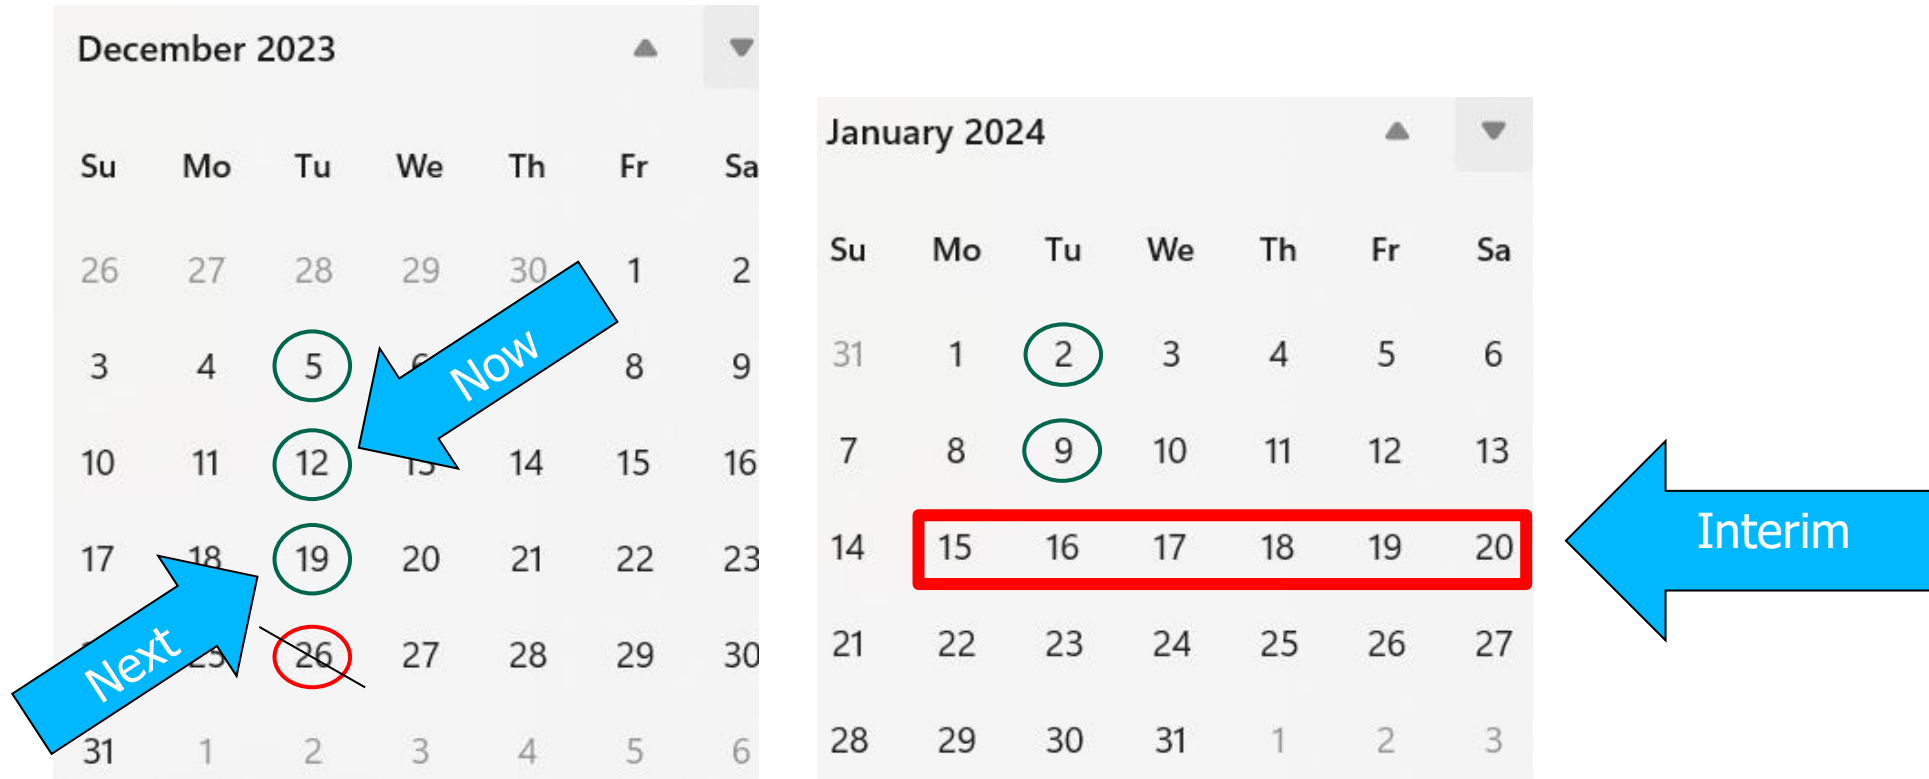 December 2023
Su Mo Tu We Th Fr Sa
26 27 28 29 30 1 2
3 4 5 6 8 9
10 11 12 13 14 15 16
17 18 19 20 21 22 23
25 26 27 28 29 30
31 1 2 3 4 5 6
Now
Next
January 2024
Su Mo Tu We Th Fr Sa
31 1 2 3 4 5 6
7 8 9 10 11 12 13
14 15 16 17 18 19 20
21 22 23 24 25 26 27
28 29 30 31 1 2 3
Interim